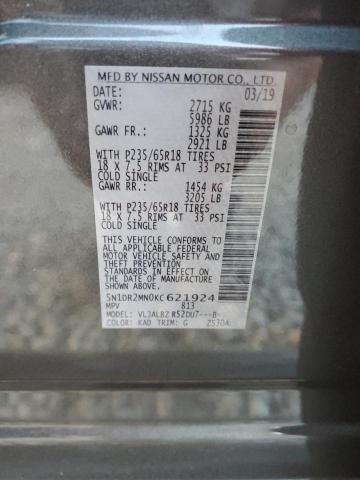 MFD BY NISSAN MOTOR CO., LTD.
DATE: 03/19
GVWR: 2715 KG
5986 LB
GAWR FR: 1325 KG
2921 LB
WITH P235/65R18 TIRES
18 X 7.5 RIMS AT 33 PSI
COLD SINGLE
GAWR RR: 1454 KG
3205 LB
WITH P235/65R18 TIRES
18 X 7.5 RIMS AT 33 PSI
COLD SINGLE
THIS VEHICLE CONFORMS TO
ALL APPLICABLE FEDERAL
MOTOR VEHICLE SAFETY
STANDARDS IN EFFECT ON
THE DATE OF MANUFACTURE
SHOWN ABOVE.
5N1DR2MN0KC621924
MPV 813
MODEL: VL3ALBZ R52DU7---B-
COLOR: KAD TRIM: G ZS30A